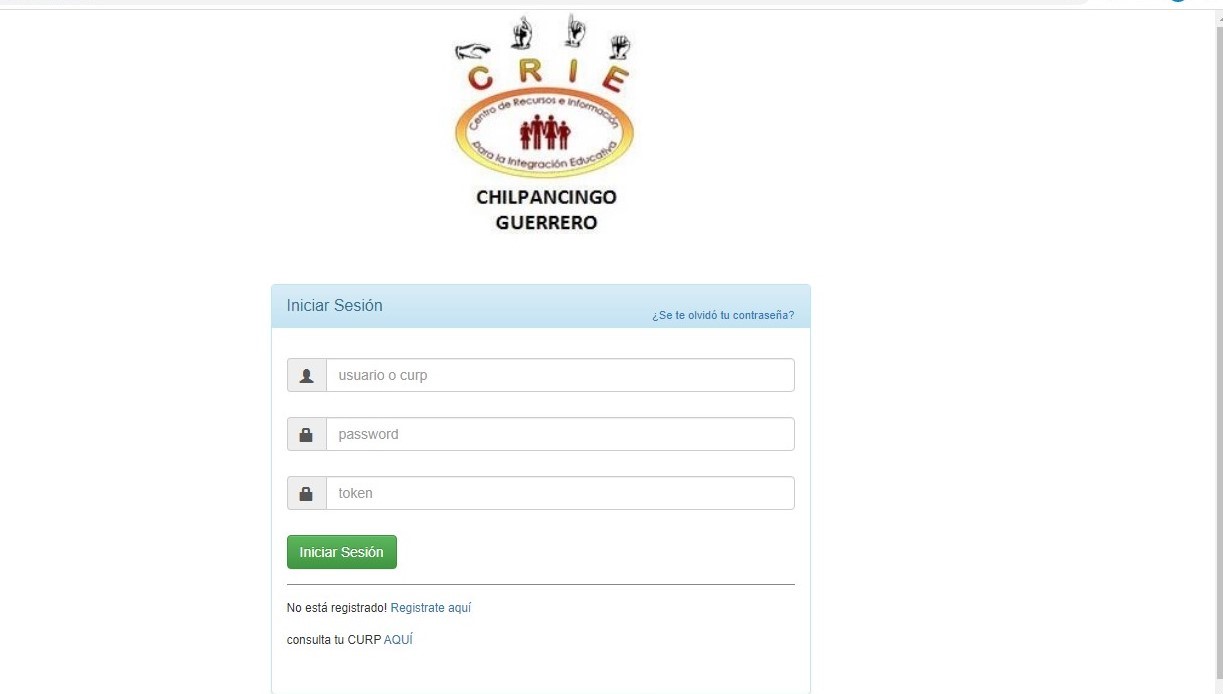 C R I E
Centro de Recursos e Información
para la Integración Educativa
CHILPANCINGO
GUERRERO
Iniciar Sesión
¿Se te olvidó tu contraseña?
usuario o curp
password
token
Iniciar Sesión
No está registrado! Registrate aquí
consulta tu CURP AQUÍ